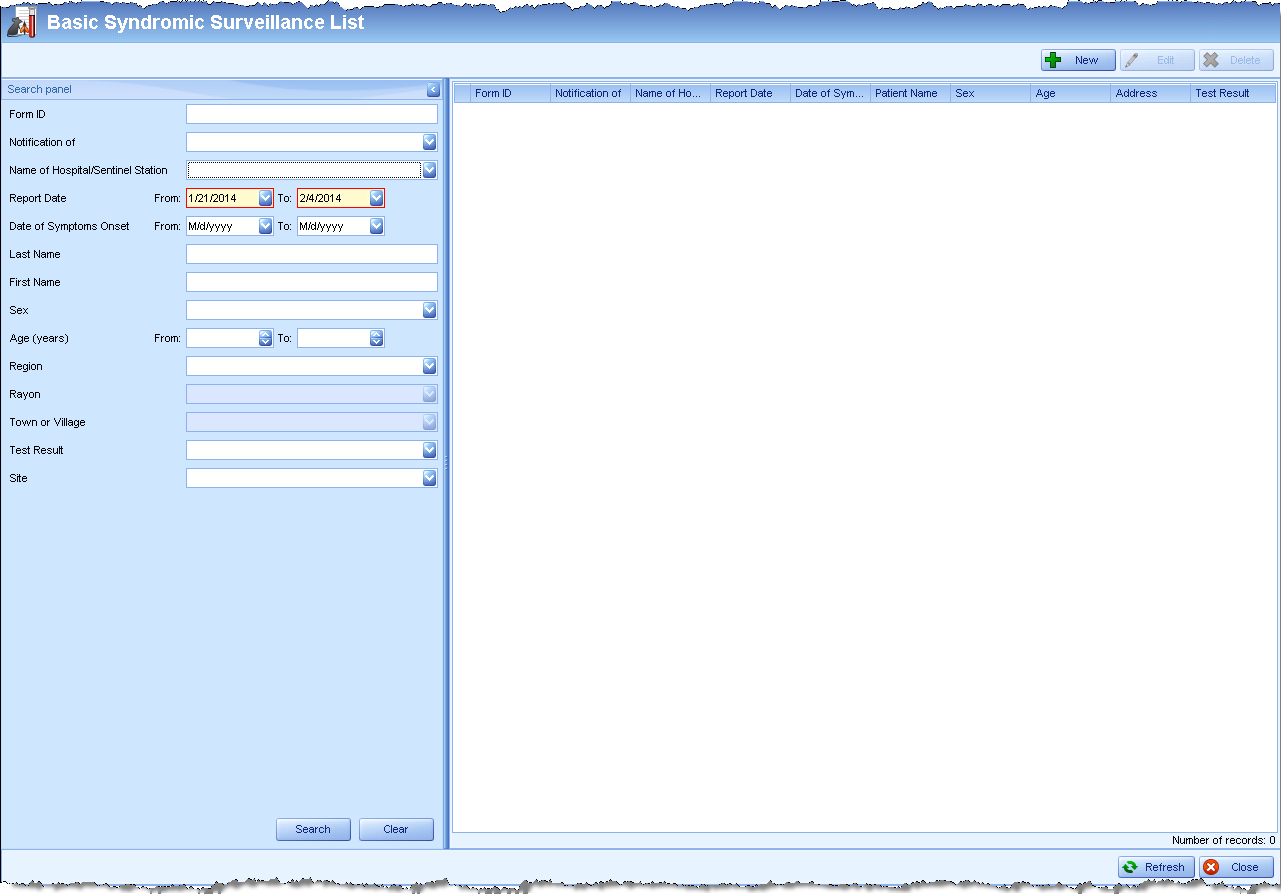 Basic Syndromic Surveillance List
New Edit Delete
Search panel
Form ID
Notification of
Name of Hospital/Sentinel Station
Report Date From: 1/21/2014 To: 2/4/2014
Date of Symptoms Onset From: M/d/yyyy To: M/d/yyyy
Last Name
First Name
Sex
Age (years) From: To:
Region
Rayon
Town or Village
Test Result
Site
Search Clear
Form ID Notification of Name of Ho... Report Date Date of Sym... Patient Name Sex Age Address Test Result
Number of records: 0
Refresh Close